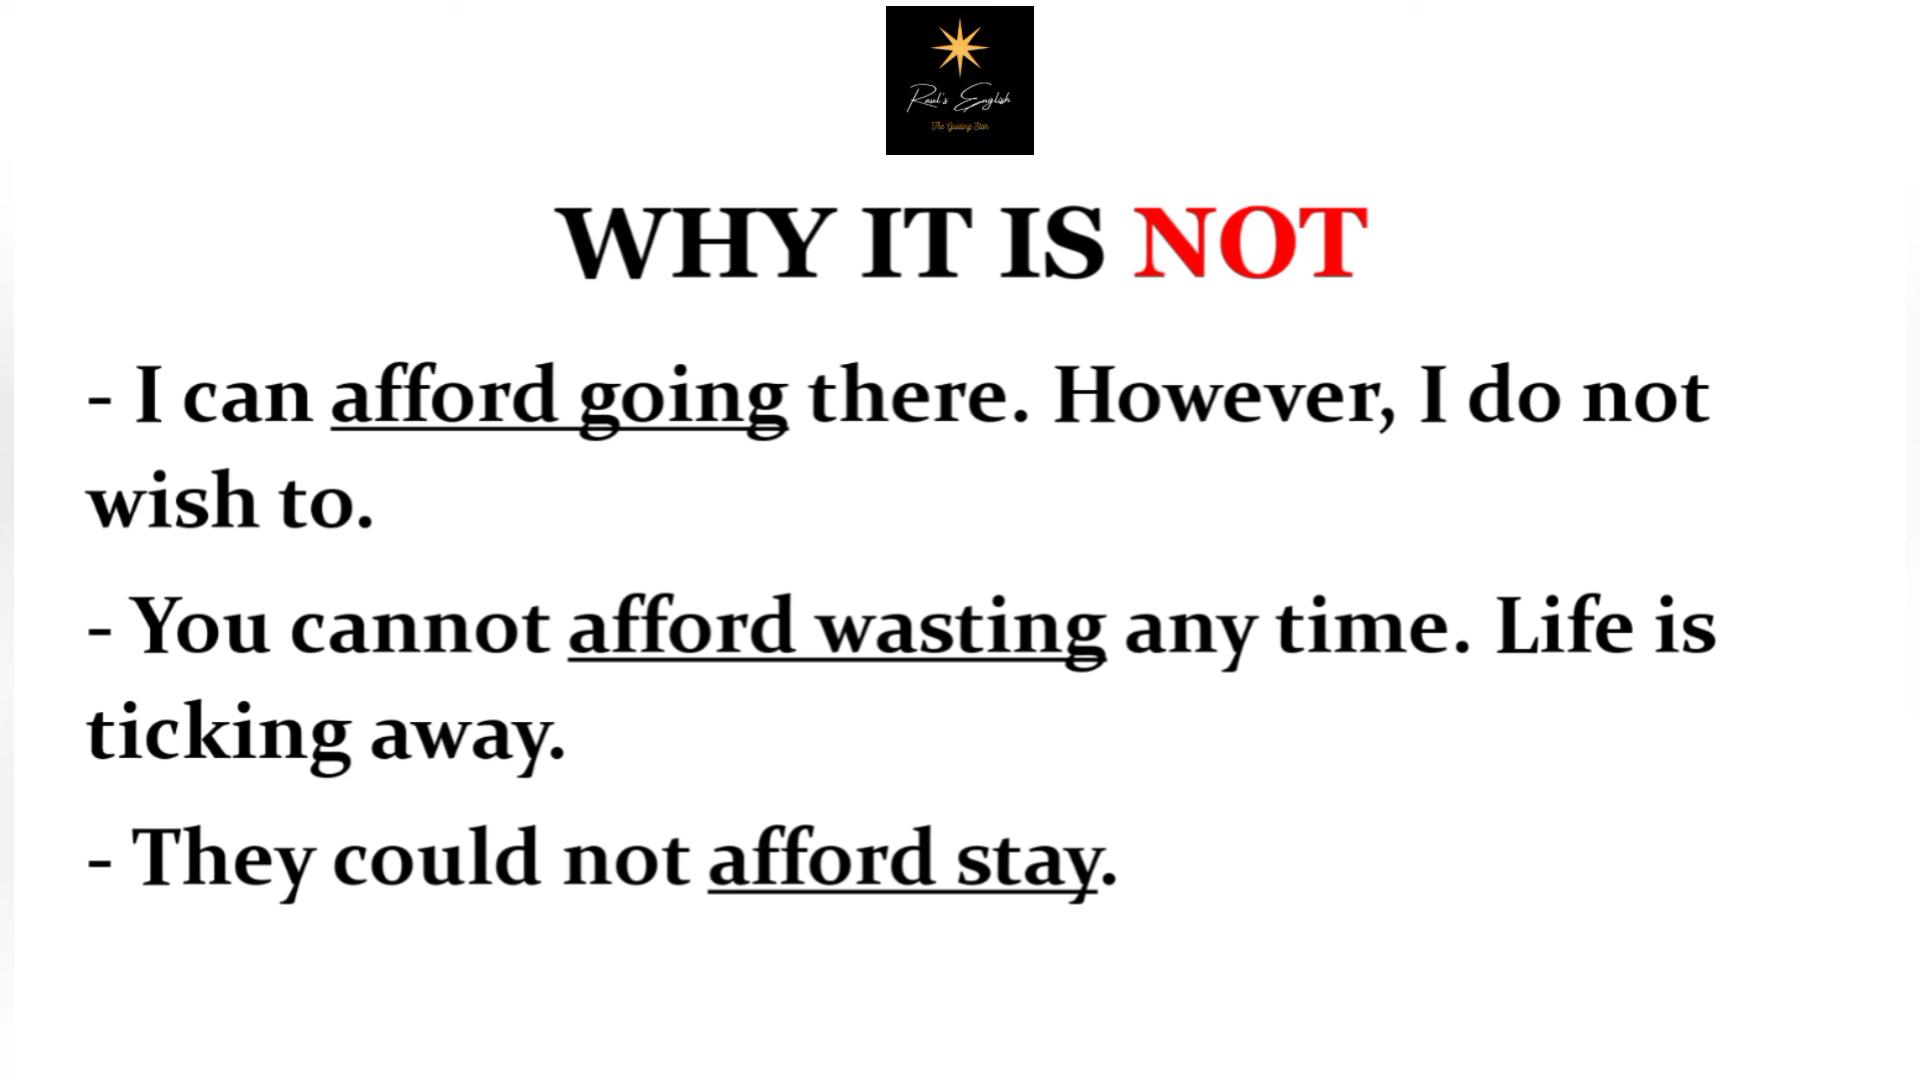 Raul's English
The Guiding Star
WHY IT IS NOT
- I can afford going there. However, I do not
wish to.
- You cannot afford wasting any time. Life is
ticking away.
- They could not afford stay.